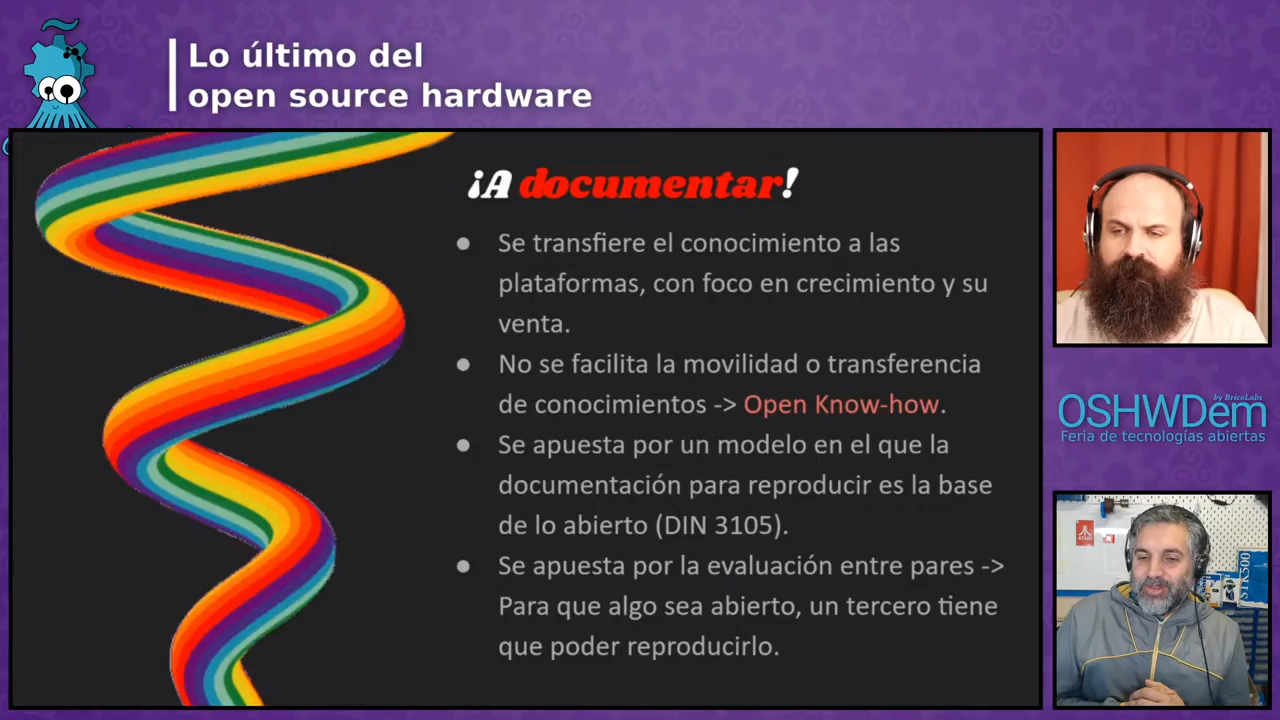 Lo último del
open source hardware
¡A documentar!
● Se transfiere el conocimiento a las
plataformas, con foco en crecimiento y su
venta.
● No se facilita la movilidad o transferencia
de conocimientos -> Open Know-how.
● Se apuesta por un modelo en el que la
documentación para reproducir es la base
de lo abierto (DIN 3105).
● Se apuesta por la evaluación entre pares ->
Para que algo sea abierto, un tercero tiene
que poder reproducirlo.
by BricoLabs
OSHWDem
Feria de tecnologías abiertas
ATARI
STK500